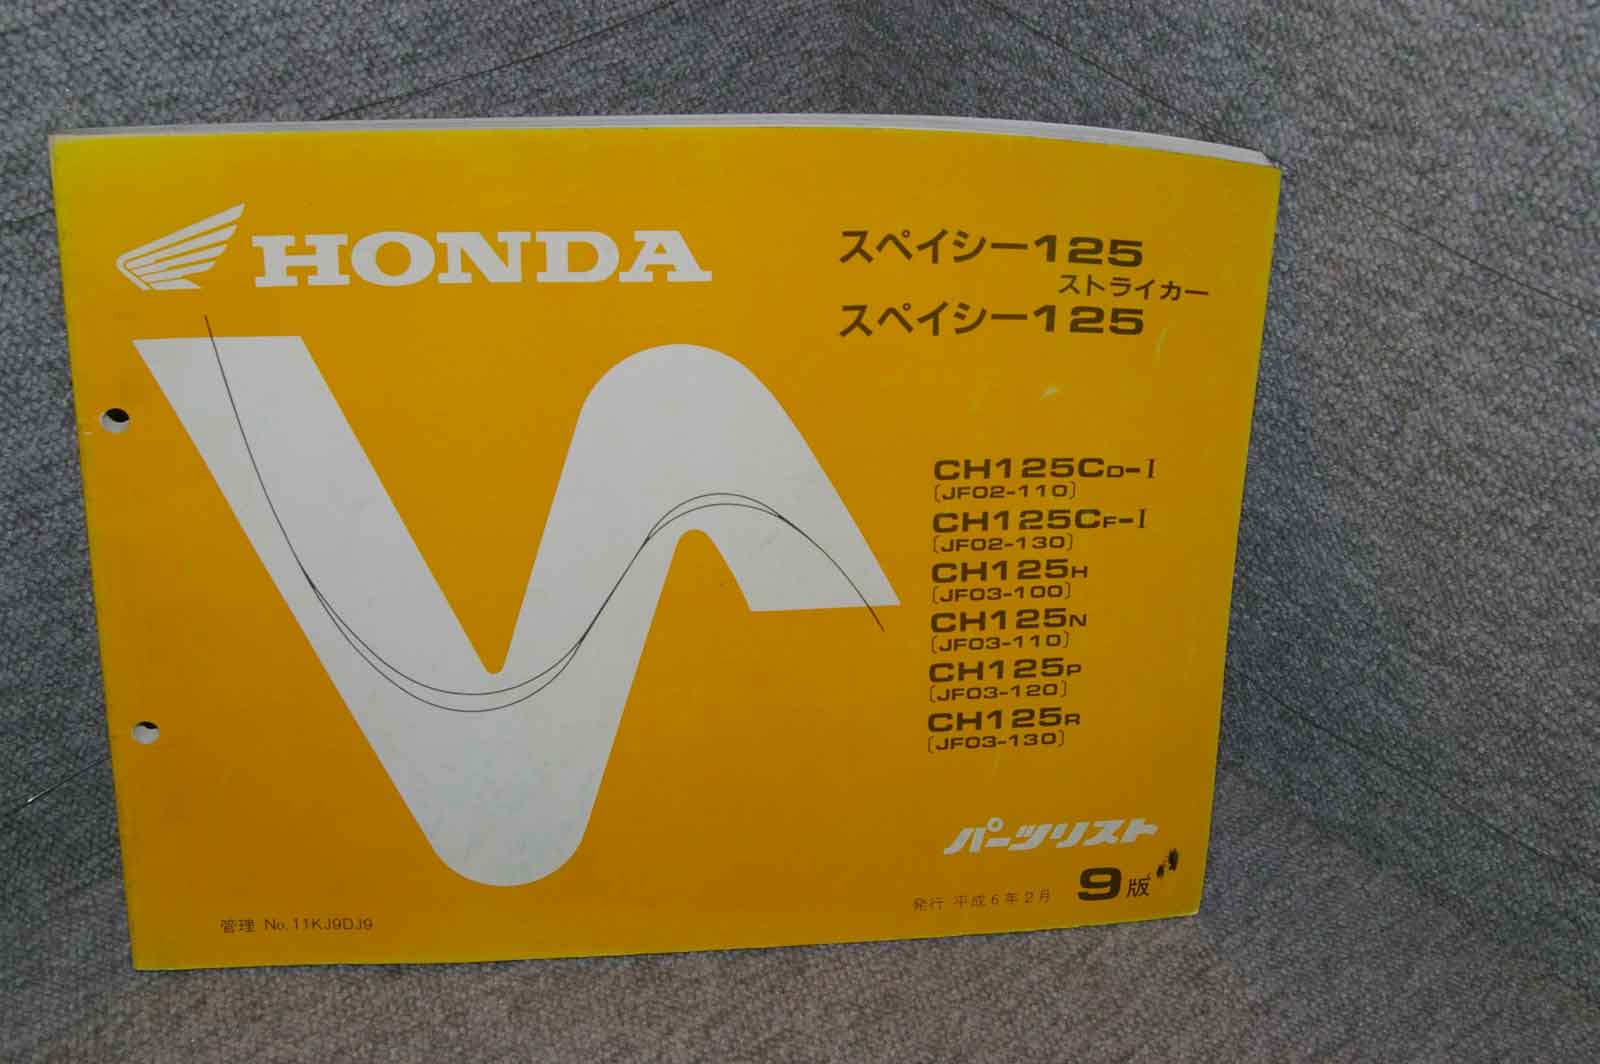 HONDA
スペイシー125
ストライカー
スペイシー125
CH125CD-I
〔JF02-110〕
CH125CF-I
〔JF02-130〕
CH125H
〔JF03-100〕
CH125N
〔JF03-110〕
CH125P
〔JF03-120〕
CH125R
〔JF03-130〕
パーツリスト
発行 平成6年2月 9版
管理 No. 11KJ9DJ9